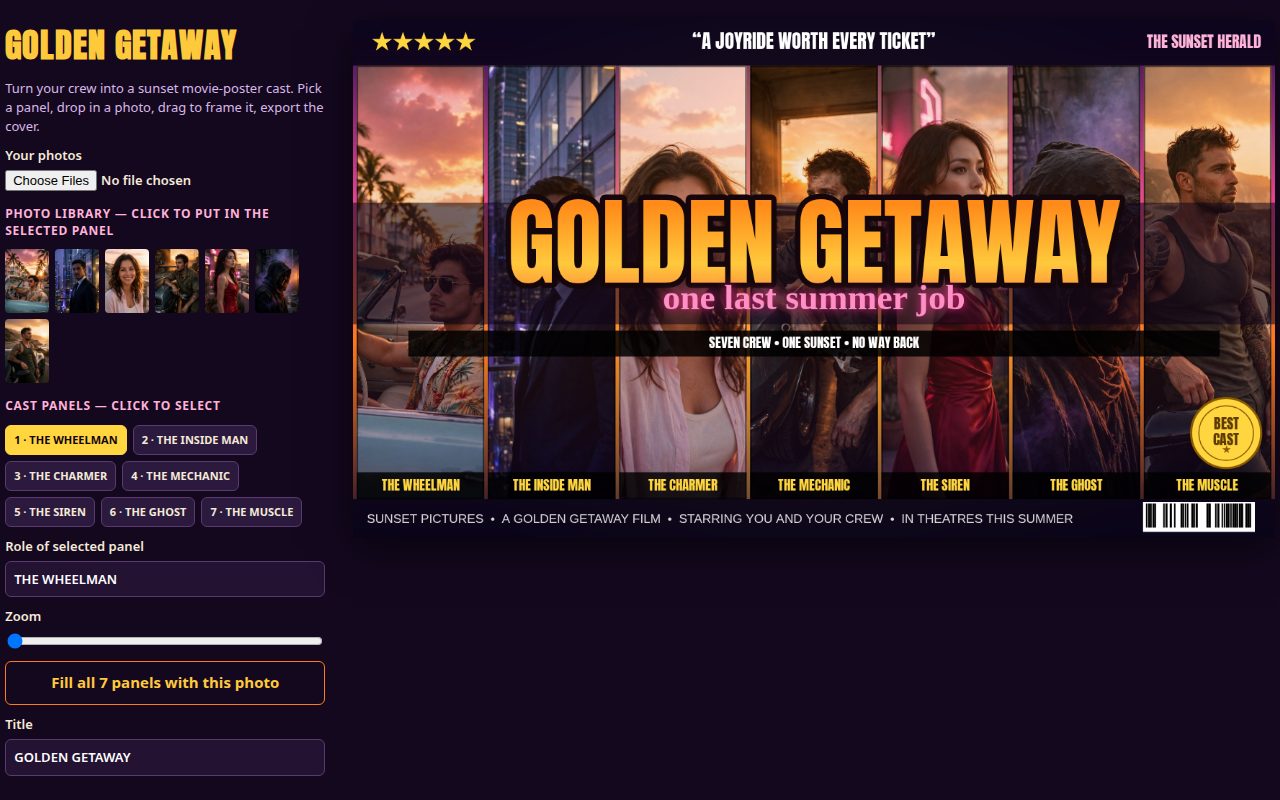 GOLDEN GETAWAY
Turn your crew into a sunset movie-poster cast. Pick
a panel, drop in a photo, drag to frame it, export the
cover.
Your photos
Choose Files No file chosen
PHOTO LIBRARY — CLICK TO PUT IN THE
SELECTED PANEL
CAST PANELS — CLICK TO SELECT
1 · THE WHEELMAN
2 · THE INSIDE MAN
3 · THE CHARMER
4 · THE MECHANIC
5 · THE SIREN
6 · THE GHOST
7 · THE MUSCLE
Role of selected panel
THE WHEELMAN
Zoom
Fill all 7 panels with this photo
Title
GOLDEN GETAWAY
★★★★★
“A JOYRIDE WORTH EVERY TICKET”
THE SUNSET HERALD
GOLDEN GETAWAY
one last summer job
SEVEN CREW • ONE SUNSET • NO WAY BACK
BEST
CAST
★
THE WHEELMAN
THE INSIDE MAN
THE CHARMER
THE MECHANIC
THE SIREN
THE GHOST
THE MUSCLE
SUNSET PICTURES • A GOLDEN GETAWAY FILM • STARRING YOU AND YOUR CREW • IN THEATRES THIS SUMMER